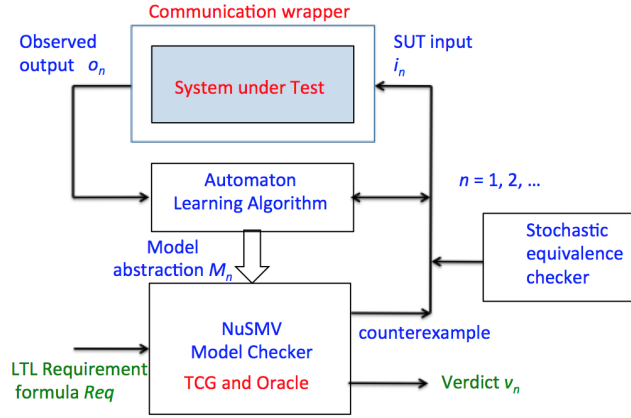 Communication wrapper
Observed
output o_n
SUT input
i_n
System under Test
Automaton
Learning Algorithm
n = 1, 2, ...
Stochastic
equivalence
checker
Model
abstraction M_n
NuSMV
Model Checker
TCG and Oracle
counterexample
LTL Requirement
formula Req
Verdict v_n